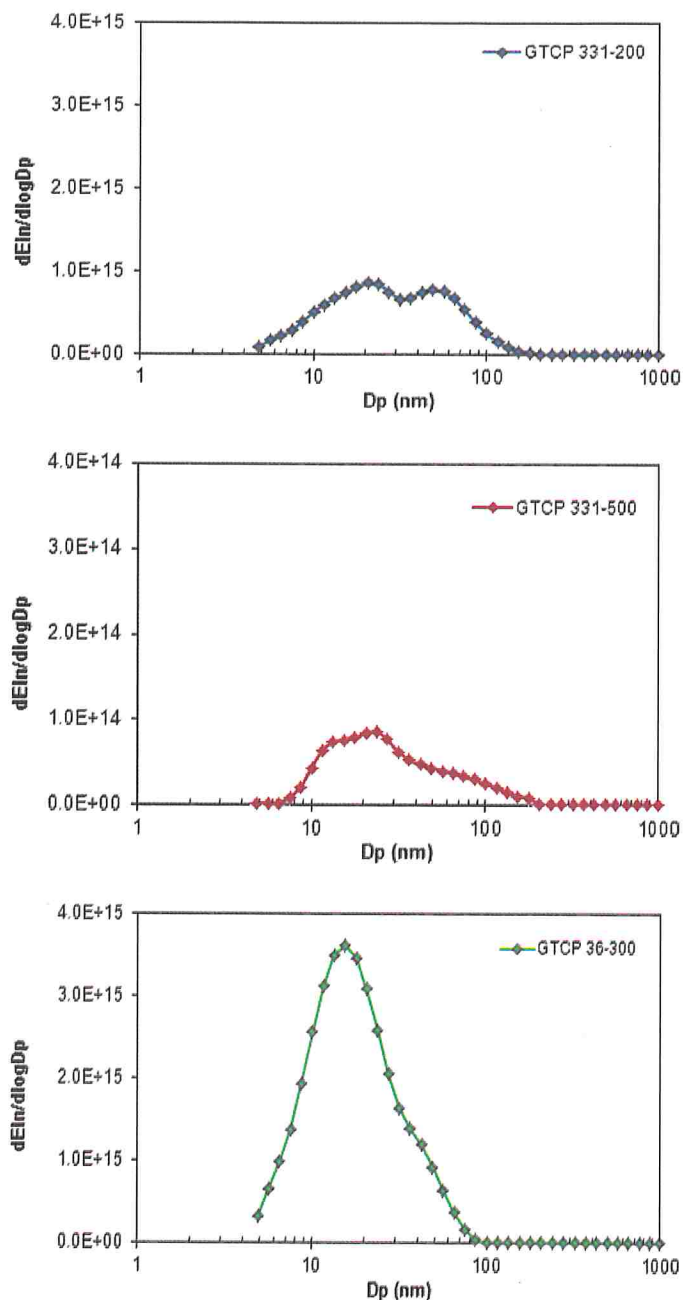 4.0E+15
GTCP 331-200
3.0E+15
2.0E+15
1.0E+15
0.0E+00
dEIn/dlogDp
1 10 100 1000
Dp (nm)
4.0E+14
GTCP 331-500
3.0E+14
2.0E+14
1.0E+14
0.0E+00
dEIn/dlogDp
1 10 100 1000
Dp (nm)
4.0E+15
GTCP 36-300
3.0E+15
2.0E+15
1.0E+15
0.0E+00
dEIn/dlogDp
1 10 100 1000
Dp (nm)